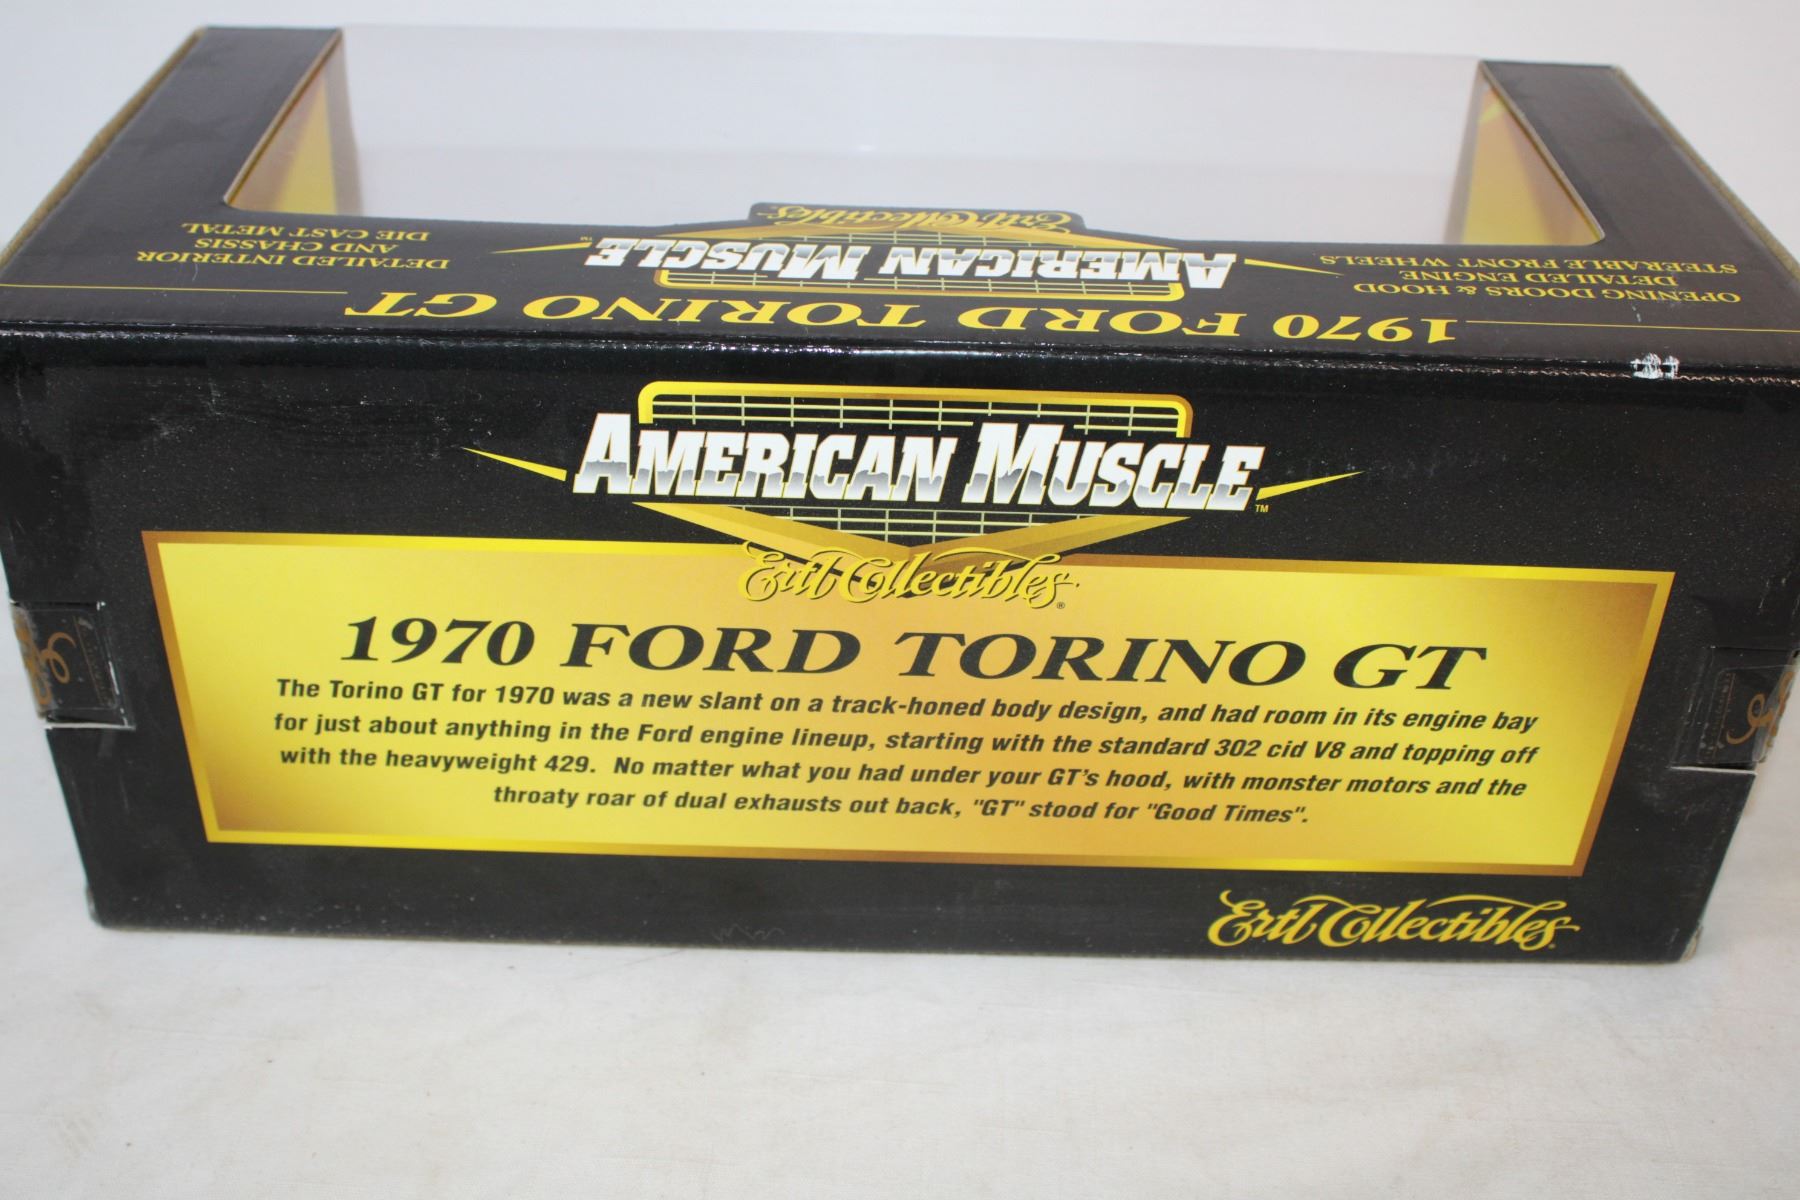 1970 FORD TORINO GT
OPENING DOORS & HOOD
DETAILED ENGINE
STEERABLE FRONT WHEELS
AMERICAN MUSCLE™
Ertl Collectibles
DETAILED INTERIOR
AND CHASSIS
DIE CAST METAL
AMERICAN MUSCLE™
Ertl Collectibles®
1970 FORD TORINO GT
The Torino GT for 1970 was a new slant on a track-honed body design, and had room in its engine bay
for just about anything in the Ford engine lineup, starting with the standard 302 cid V8 and topping off
with the heavyweight 429. No matter what you had under your GT's hood, with monster motors and the
throaty roar of dual exhausts out back, "GT" stood for "Good Times".
Ertl Collectibles